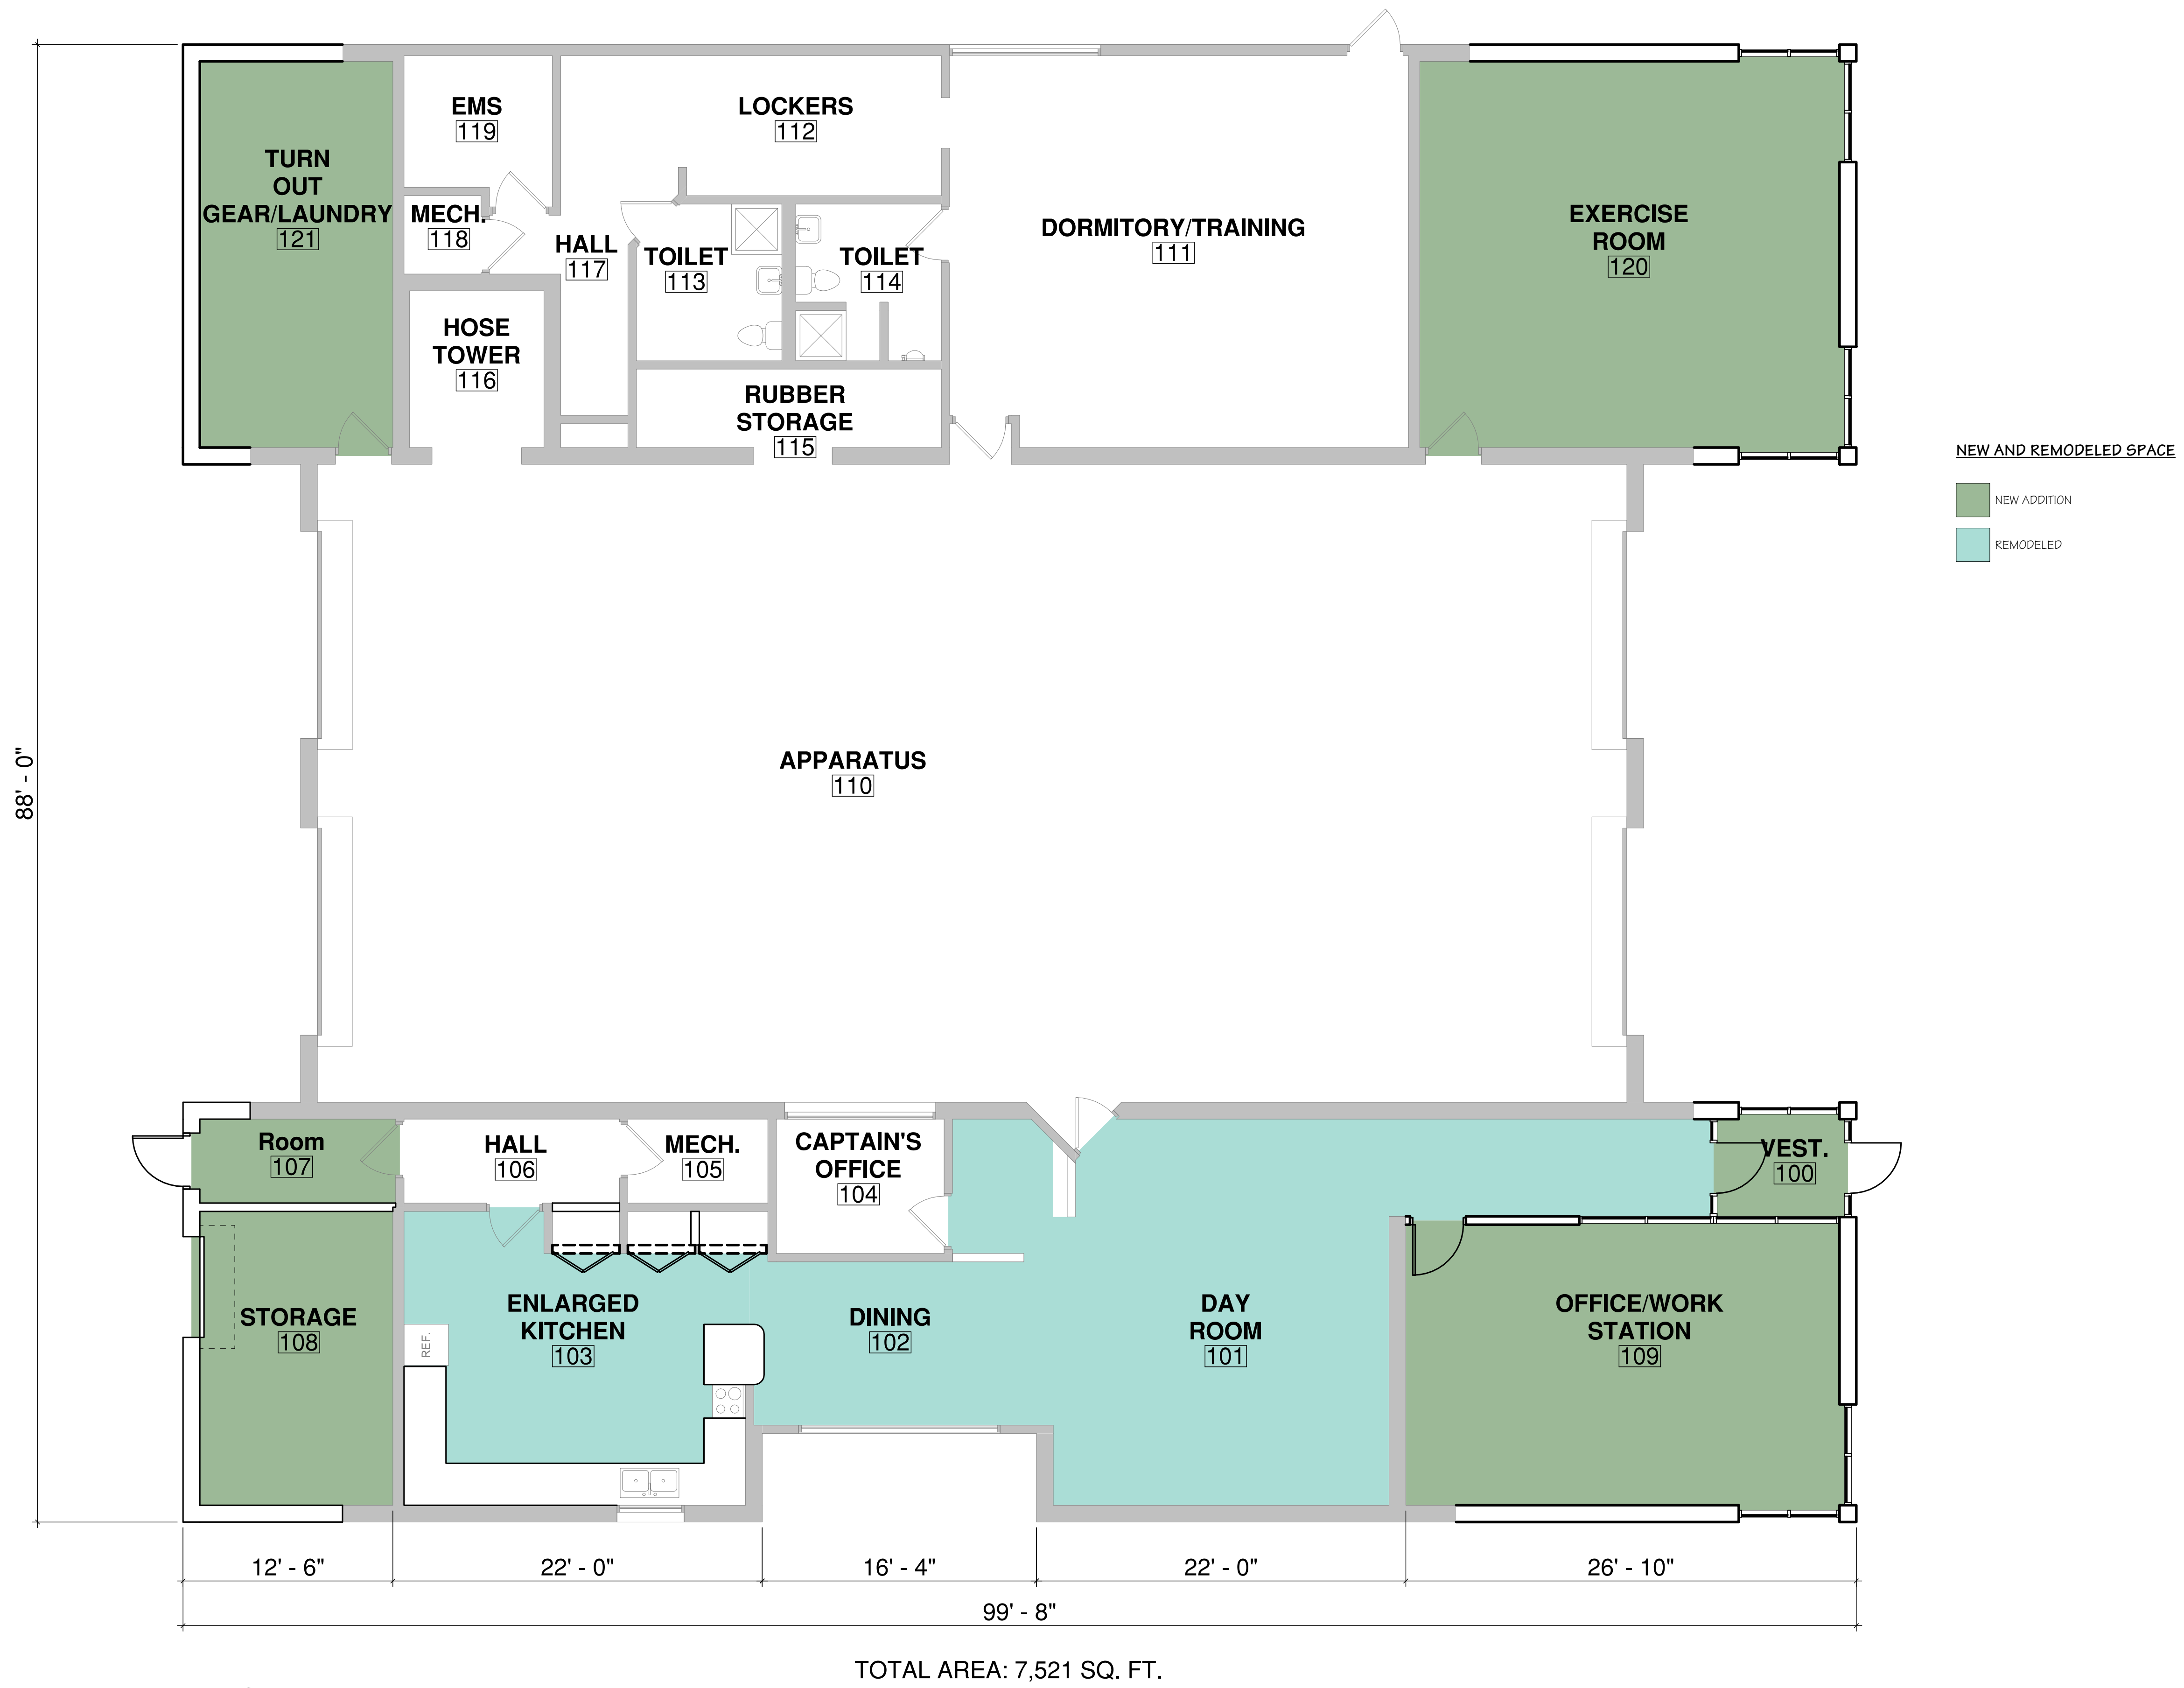 EMS
119
LOCKERS
112
TURN
OUT
GEAR/LAUNDRY
121
MECH.
118
HALL
117
TOILET
113
TOILET
114
DORMITORY/TRAINING
111
EXERCISE
ROOM
120
HOSE
TOWER
116
RUBBER
STORAGE
115
NEW AND REMODELED SPACE
NEW ADDITION
REMODELED
88' - 0"
APPARATUS
110
Room
107
HALL
106
MECH.
105
CAPTAIN'S
OFFICE
104
VEST.
100
STORAGE
108
ENLARGED
KITCHEN
103
REF.
DINING
102
DAY
ROOM
101
OFFICE/WORK
STATION
109
12' - 6"
22' - 0"
16' - 4"
22' - 0"
26' - 10"
99' - 8"
TOTAL AREA: 7,521 SQ. FT.